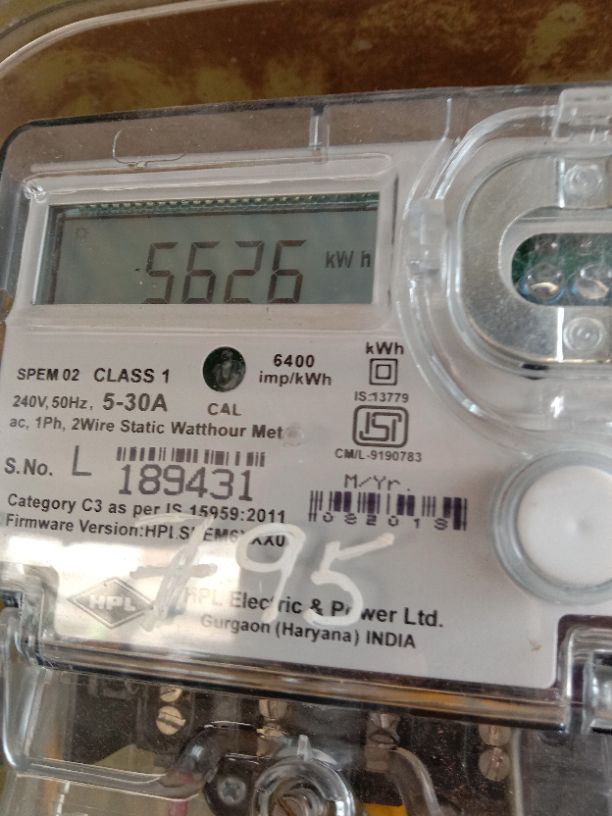 5626 kW h
6400
imp/kWh
kWh
SPEM 02 CLASS 1
240V, 50Hz, 5-30A
CAL
IS:13779
ac, 1Ph, 2Wire Static Watthour Met
ISI
CM/L-9190783
S.No. L 189431
M/Yr.
Category C3 as per IS 15959:2011
Firmware Version:
795
HPL
HPL Electric & Power Ltd.
Gurgaon (Haryana) INDIA